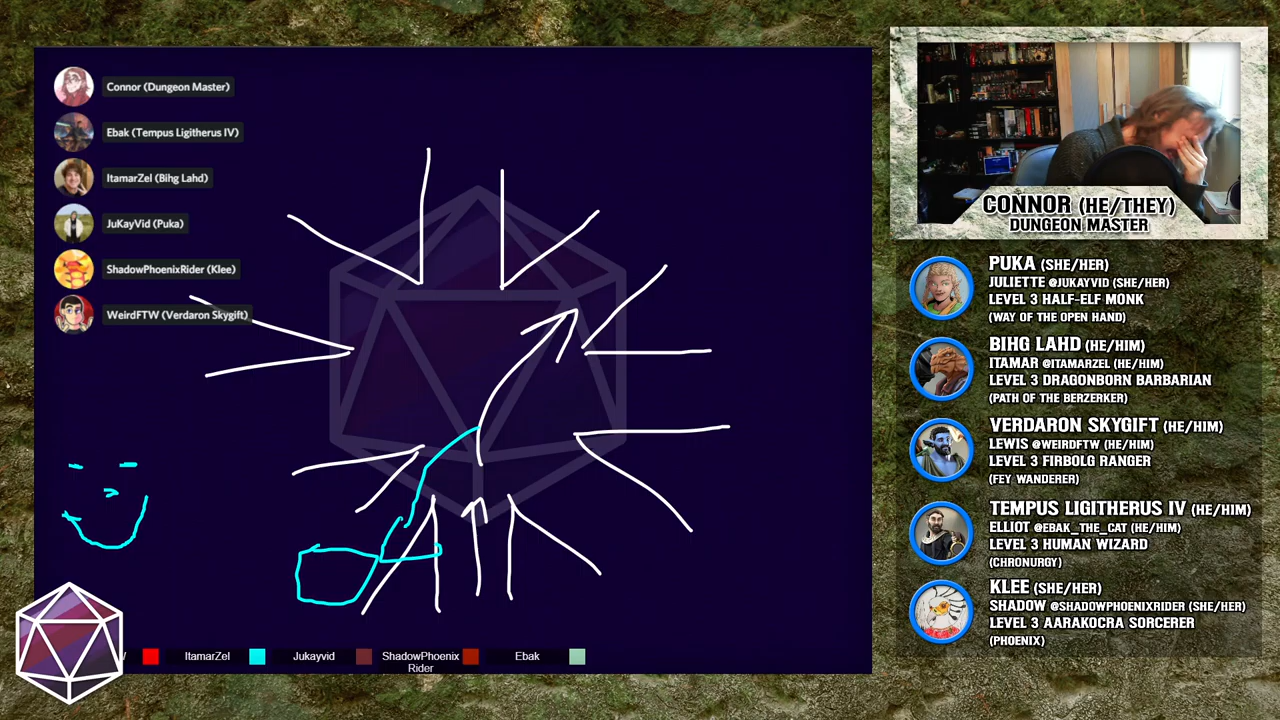 Connor (Dungeon Master)
Ebak (Tempus Ligitherus IV)
ItamarZel (Bihg Lahd)
JuKayVid (Puka)
ShadowPhoenixRider (Klee)
WeirdFTW (Verdaron Skygift)
ItamarZel
Jukayvid
ShadowPhoenix
Rider
Ebak
CONNOR (HE/THEY)
DUNGEON MASTER
PUKA (SHE/HER)
JULIETTE @JUKAYVID (SHE/HER)
LEVEL 3 HALF-ELF MONK
(WAY OF THE OPEN HAND)
BIHG LAHD (HE/HIM)
ITAMAR @ITAMARZEL (HE/HIM)
LEVEL 3 DRAGONBORN BARBARIAN
(PATH OF THE BERZERKER)
VERDARON SKYGIFT (HE/HIM)
LEWIS @WEIRDFTW (HE/HIM)
LEVEL 3 FIRBOLG RANGER
(FEY WANDERER)
TEMPUS LIGITHERUS IV (HE/HIM)
ELLIOT @EBAK_THE_CAT (HE/HIM)
LEVEL 3 HUMAN WIZARD
(CHRONURGY)
KLEE (SHE/HER)
SHADOW @SHADOWPHOENIXRIDER (SHE/HER)
LEVEL 3 AARAKOCRA SORCERER
(PHOENIX)